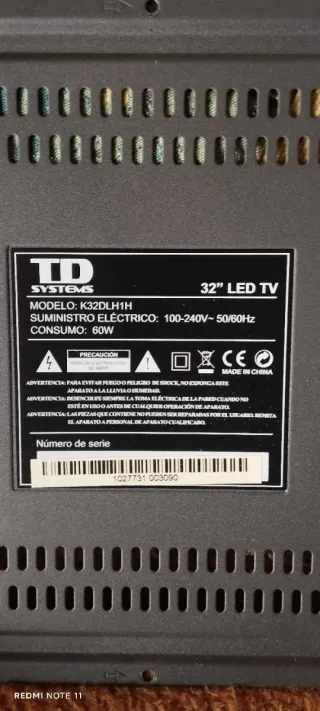 TD
SYSTEMS
32” LED TV
MODELO: K32DLH1H
SUMINISTRO ELÉCTRICO: 100-240V~ 50/60Hz
CONSUMO: 60W
PRECAUCIÓN
CE
MADE IN CHINA
ADVERTENCIA: PARA EVITAR FUEGO O PELIGRO DE SHOCK, NO EXPONGA ESTE
APARATO A LA LLUVIA O HUMEDAD.
ADVERTENCIA: DESENCHUFE SIEMPRE LA TOMA ELÉCTRICA DE LA PARED CUANDO NO
ESTÉ EN USO O ANTES DE CUALQUIER OPERACIÓN DE APARATO.
ADVERTENCIA: LAS PIEZAS QUE CONTIENE NO PUEDEN SER REPARADAS POR EL USUARIO. REMITA
EL APARATO A PERSONAL DE APARATO CUALIFICADO.
Número de serie
1027731 003090
REDMI NOTE 11